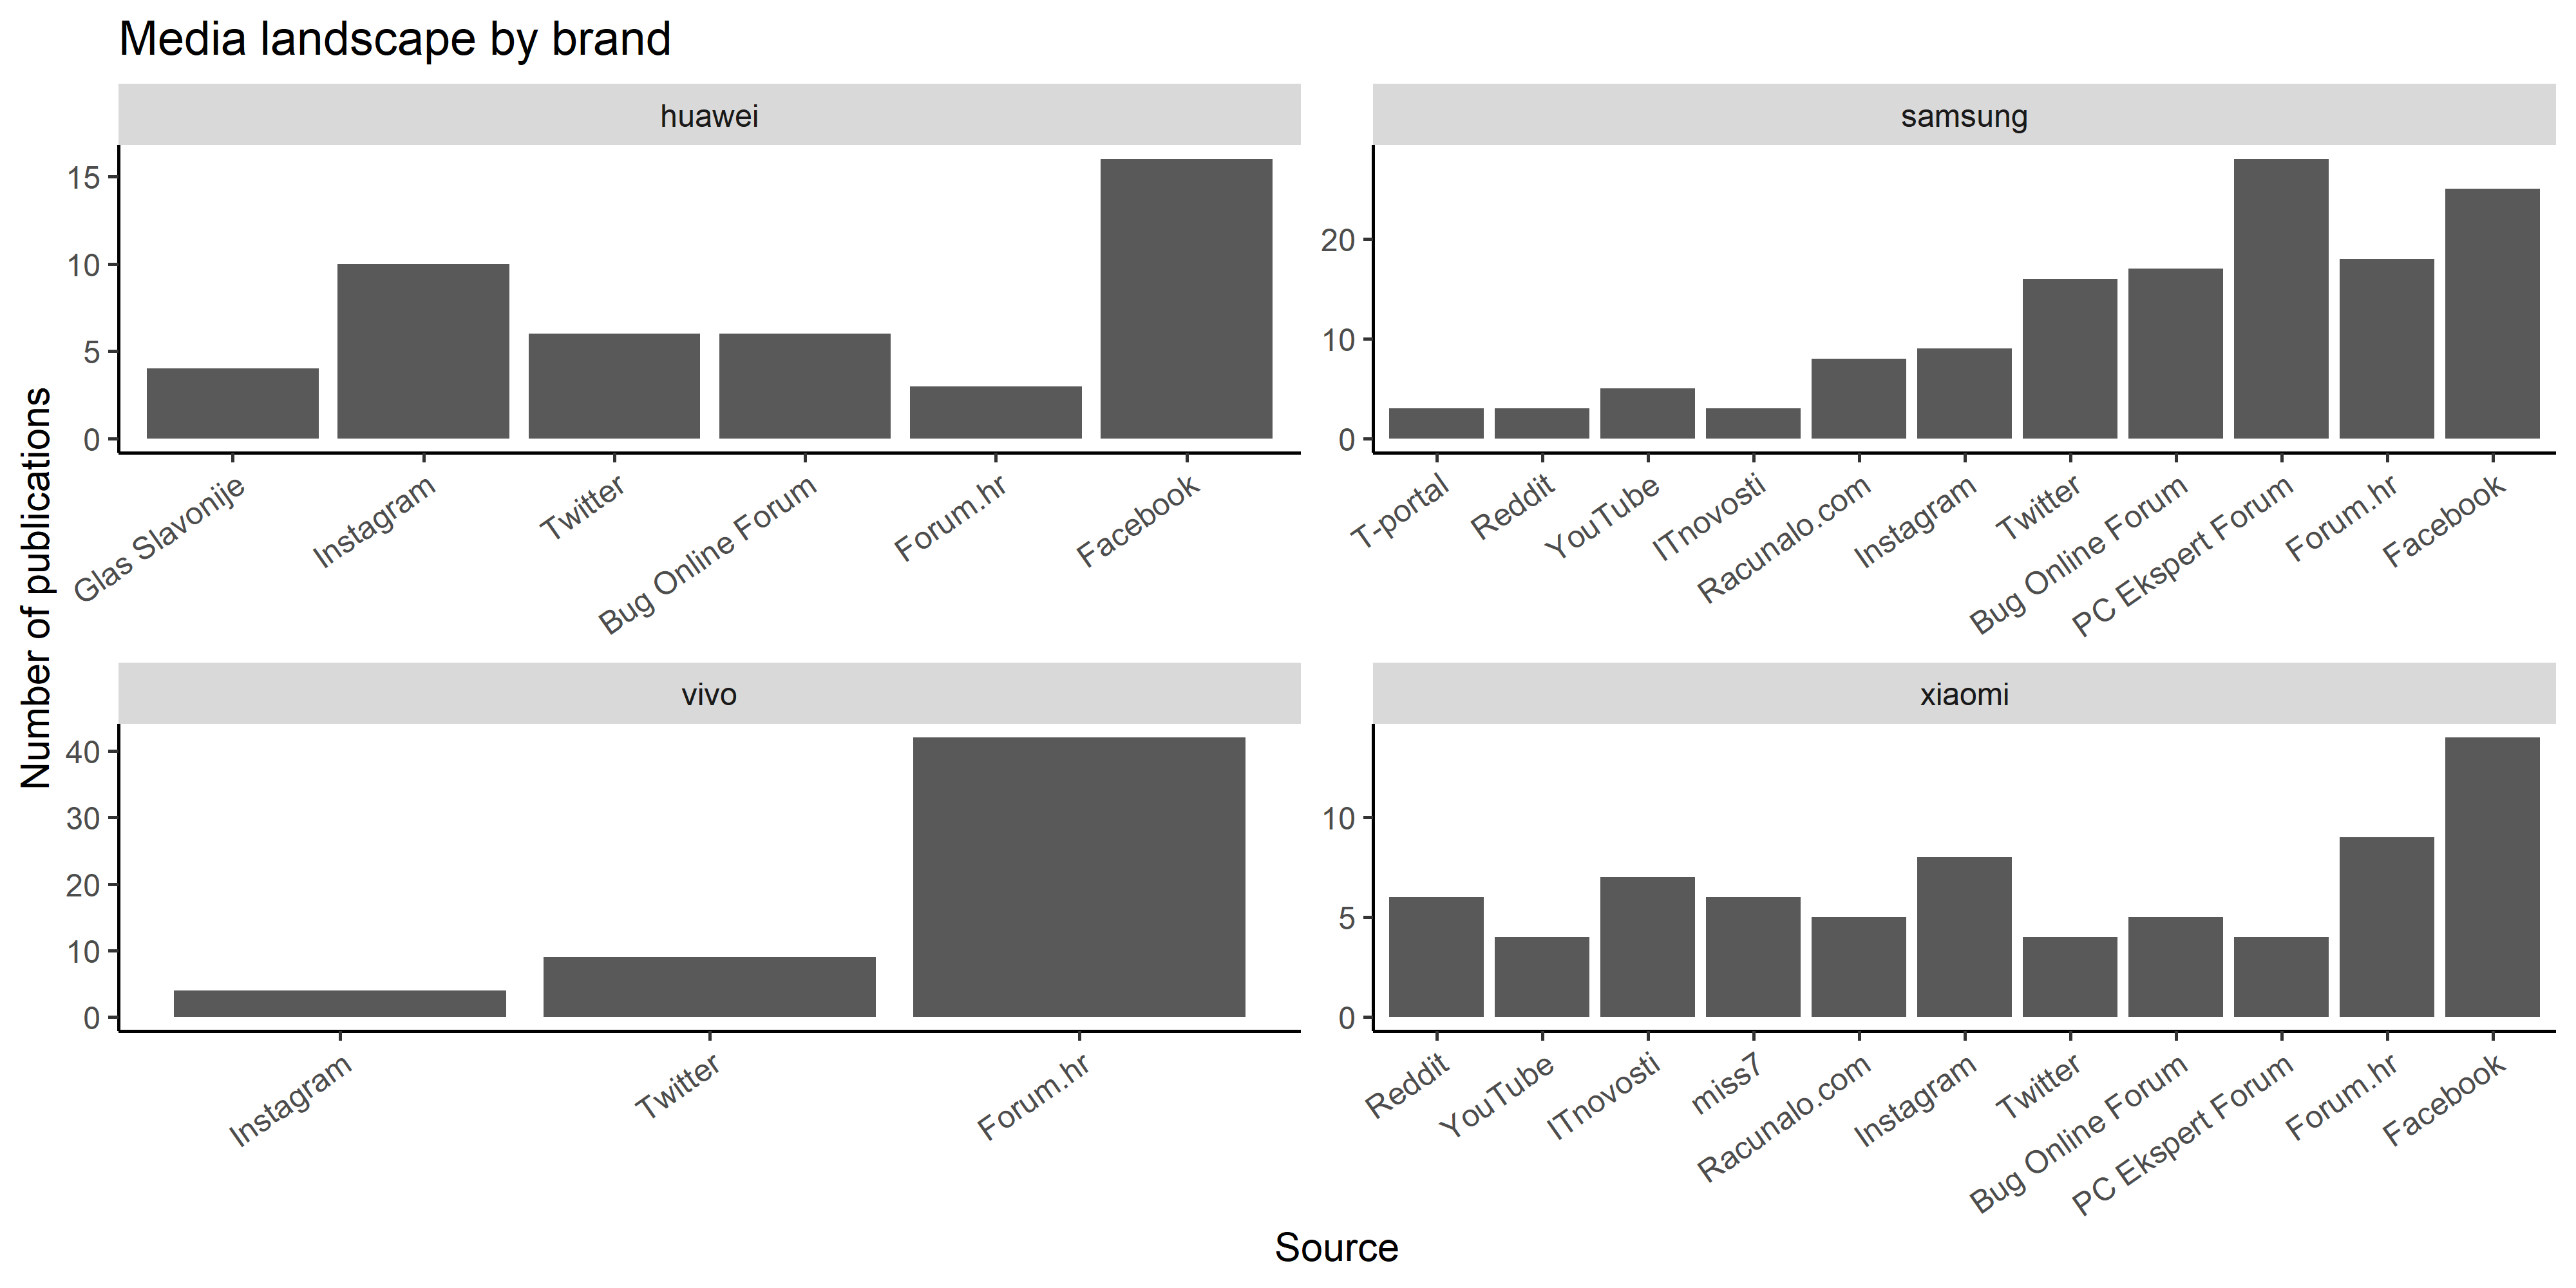 Media landscape by brand
Number of publications
huawei
15
10
5
0
Glas Slavonije
Instagram
Twitter
Bug Online Forum
Forum.hr
Facebook
samsung
20
10
0
T-portal
Reddit
YouTube
ITnovosti
Racunalo.com
Instagram
Twitter
Bug Online Forum
PC Ekspert Forum
Forum.hr
Facebook
vivo
40
30
20
10
0
Instagram
Twitter
Forum.hr
xiaomi
10
5
0
Reddit
YouTube
ITnovosti
miss7
Racunalo.com
Instagram
Twitter
Bug Online Forum
PC Ekspert Forum
Forum.hr
Facebook
Source